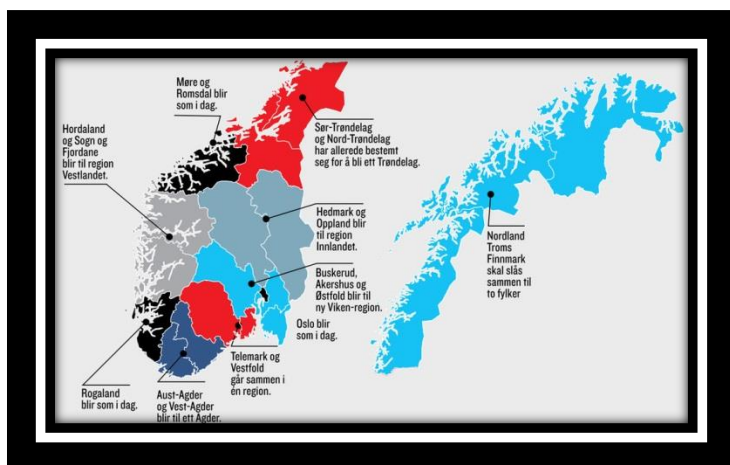 Møre og
Romsdal blir
som i dag.
Hordaland
og Sogn og
Fjordane
blir til region
Vestlandet.
Sør-Trøndelag
og Nord-Trøndelag
har allerede bestemt
seg for å bli ett Trøndelag.
Hedmark og
Oppland blir
til region
Innlandet.
Buskerud,
Akershus og
Østfold blir til
ny Viken-region.
Oslo blir
som i dag.
Telemark og
Vestfold
går sammen i
én region.
Rogaland
blir som i dag.
Aust-Agder
og Vest-Agder
blir til ett Agder.
Nordland
Troms
Finnmark
skal slås
sammen til
to fylker